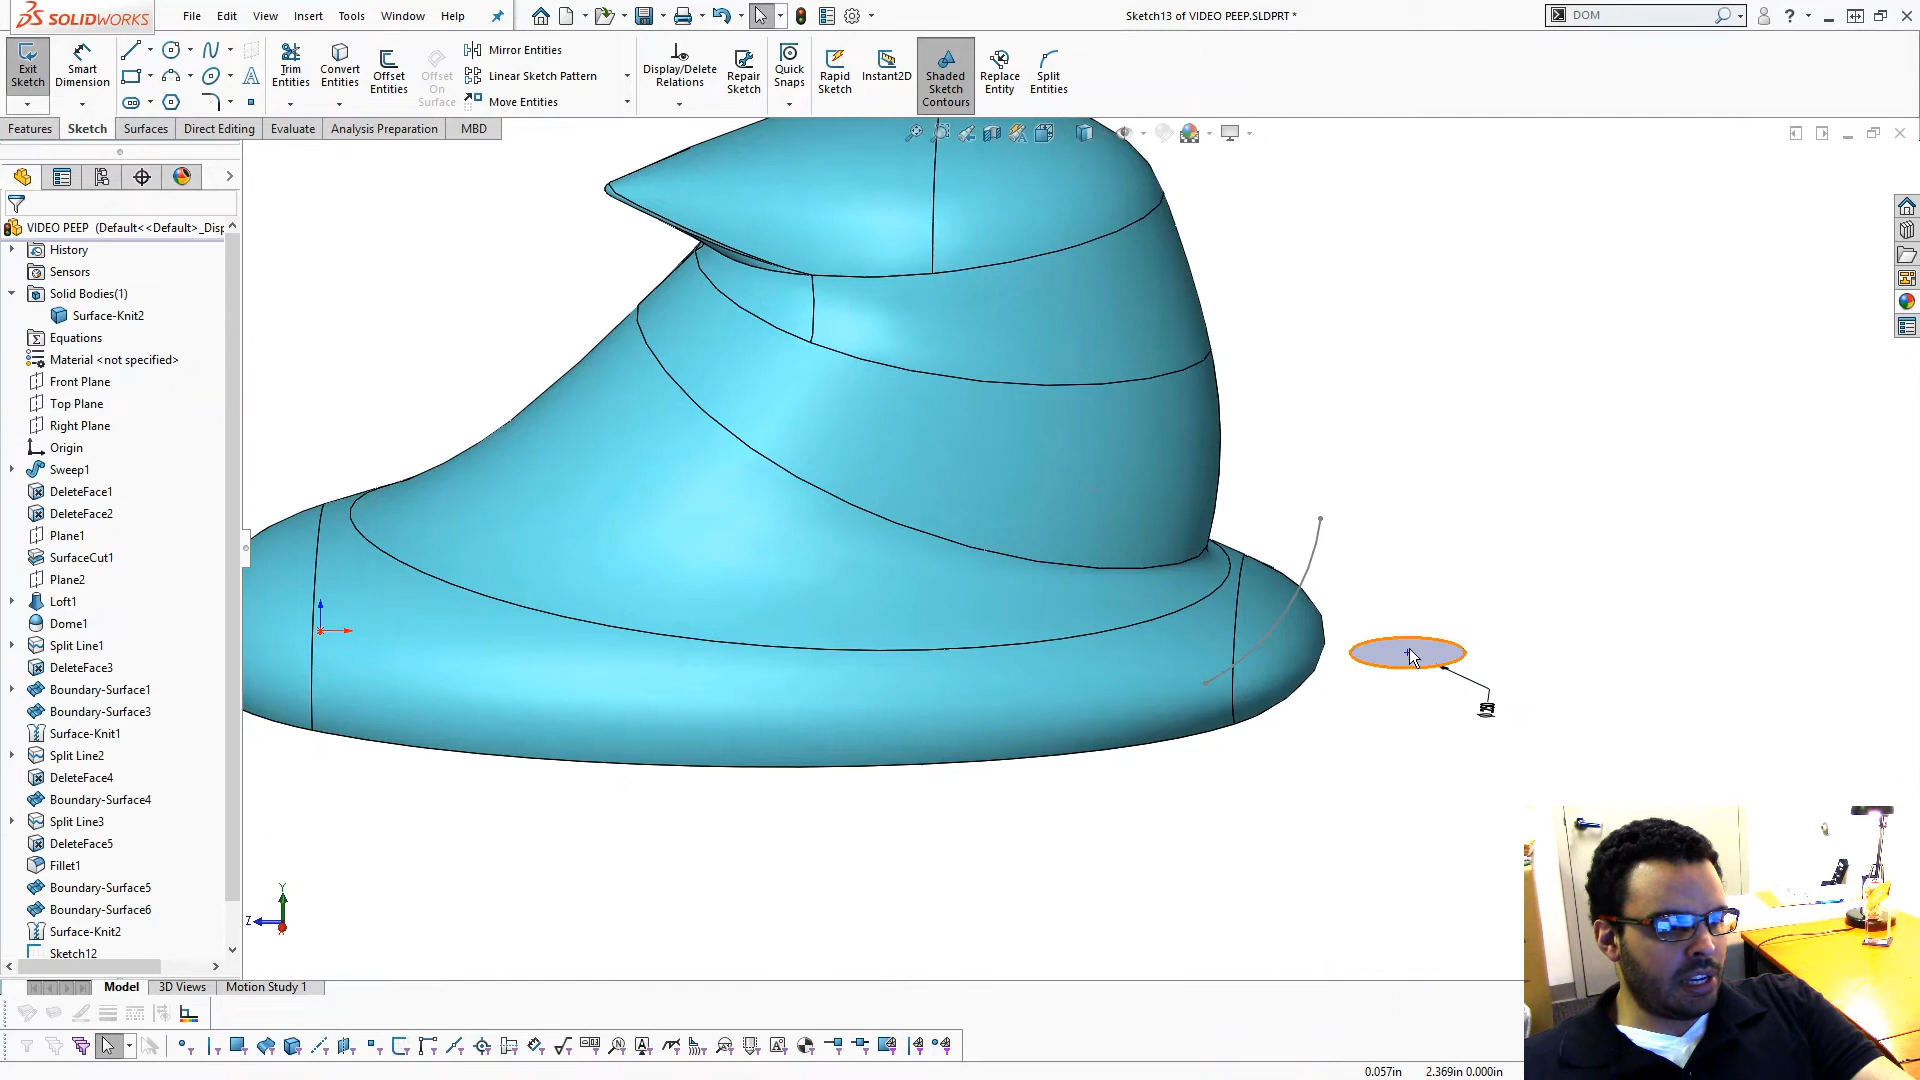 SOLIDWORKS
File Edit View Insert Tools Window Help
Sketch13 of VIDEO PEEP.SLDPRT *
DOM
Exit Sketch
Smart Dimension
Trim Entities
Convert Entities
Offset Entities
Offset On Surface
Mirror Entities
Linear Sketch Pattern
Move Entities
Display/Delete Relations
Repair Sketch
Quick Snaps
Rapid Sketch
Instant2D
Shaded Sketch Contours
Replace Entity
Split Entities
Features Sketch Surfaces Direct Editing Evaluate Analysis Preparation MBD
VIDEO PEEP (Default<<Default>_Disp
History
Sensors
Solid Bodies(1)
Surface-Knit2
Equations
Material <not specified>
Front Plane
Top Plane
Right Plane
Origin
Sweep1
DeleteFace1
DeleteFace2
Plane1
SurfaceCut1
Plane2
Loft1
Dome1
Split Line1
DeleteFace3
Boundary-Surface1
Boundary-Surface3
Surface-Knit1
Split Line2
DeleteFace4
Boundary-Surface4
Split Line3
DeleteFace5
Fillet1
Boundary-Surface5
Boundary-Surface6
Surface-Knit2
Sketch12
Y
Z
Model 3D Views Motion Study 1
0.057in 2.369in 0.000in